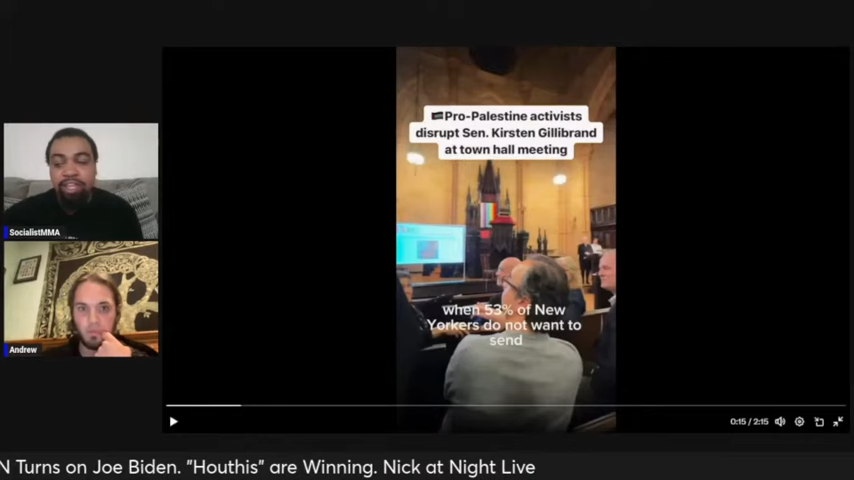 Pro-Palestine activists
disrupt Sen. Kirsten Gillibrand
at town hall meeting
SocialistMMA
when 53% of New
Yorkers do not want to
send
Andrew
0:15 / 2:15
N Turns on Joe Biden. "Houthis" are Winning. Nick at Night Live